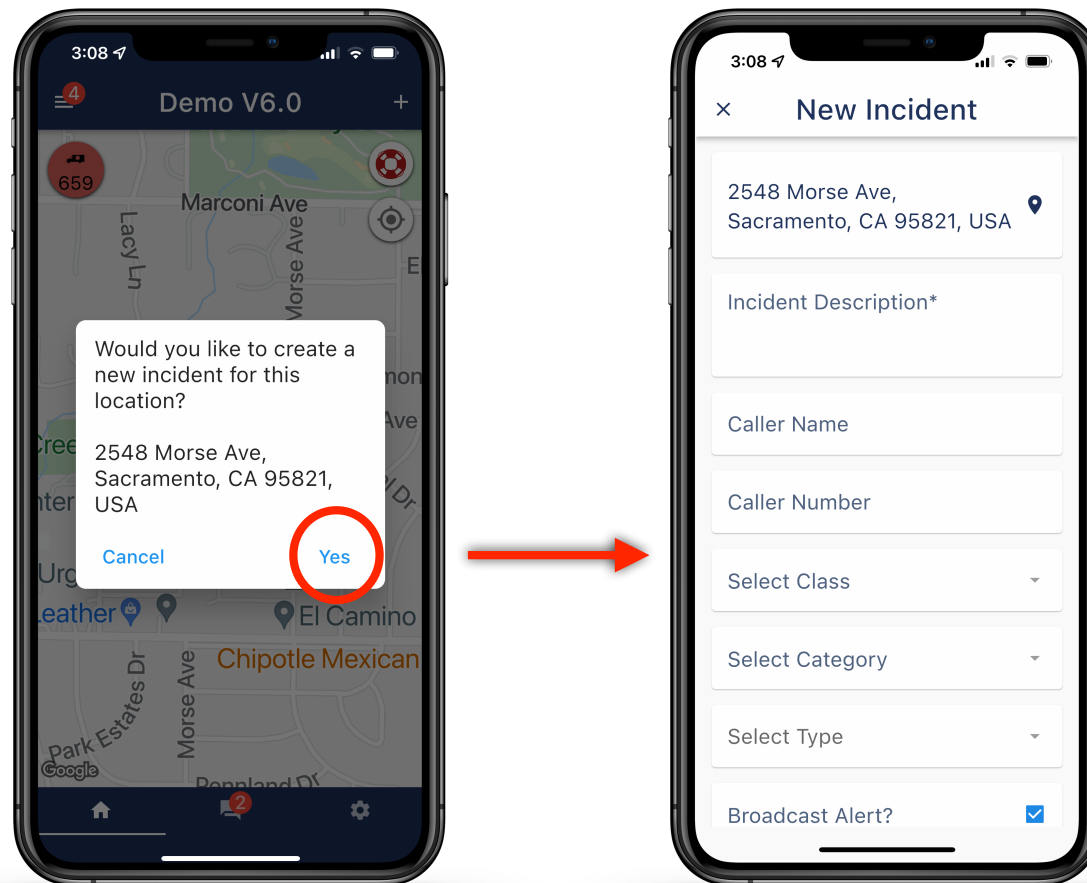 3:08
4
Demo V6.0
659
Marconi Ave
Lacy Ln
Morse Ave
Would you like to create a
new incident for this
location?
2548 Morse Ave,
Sacramento, CA 95821,
USA
Cancel
Yes
Ave
Dr
El Camino
Chipotle Mexican
Park Estates Dr
Morse Ave
Google
2
3:08
New Incident
2548 Morse Ave,
Sacramento, CA 95821, USA
Incident Description*
Caller Name
Caller Number
Select Class
Select Category
Select Type
Broadcast Alert?